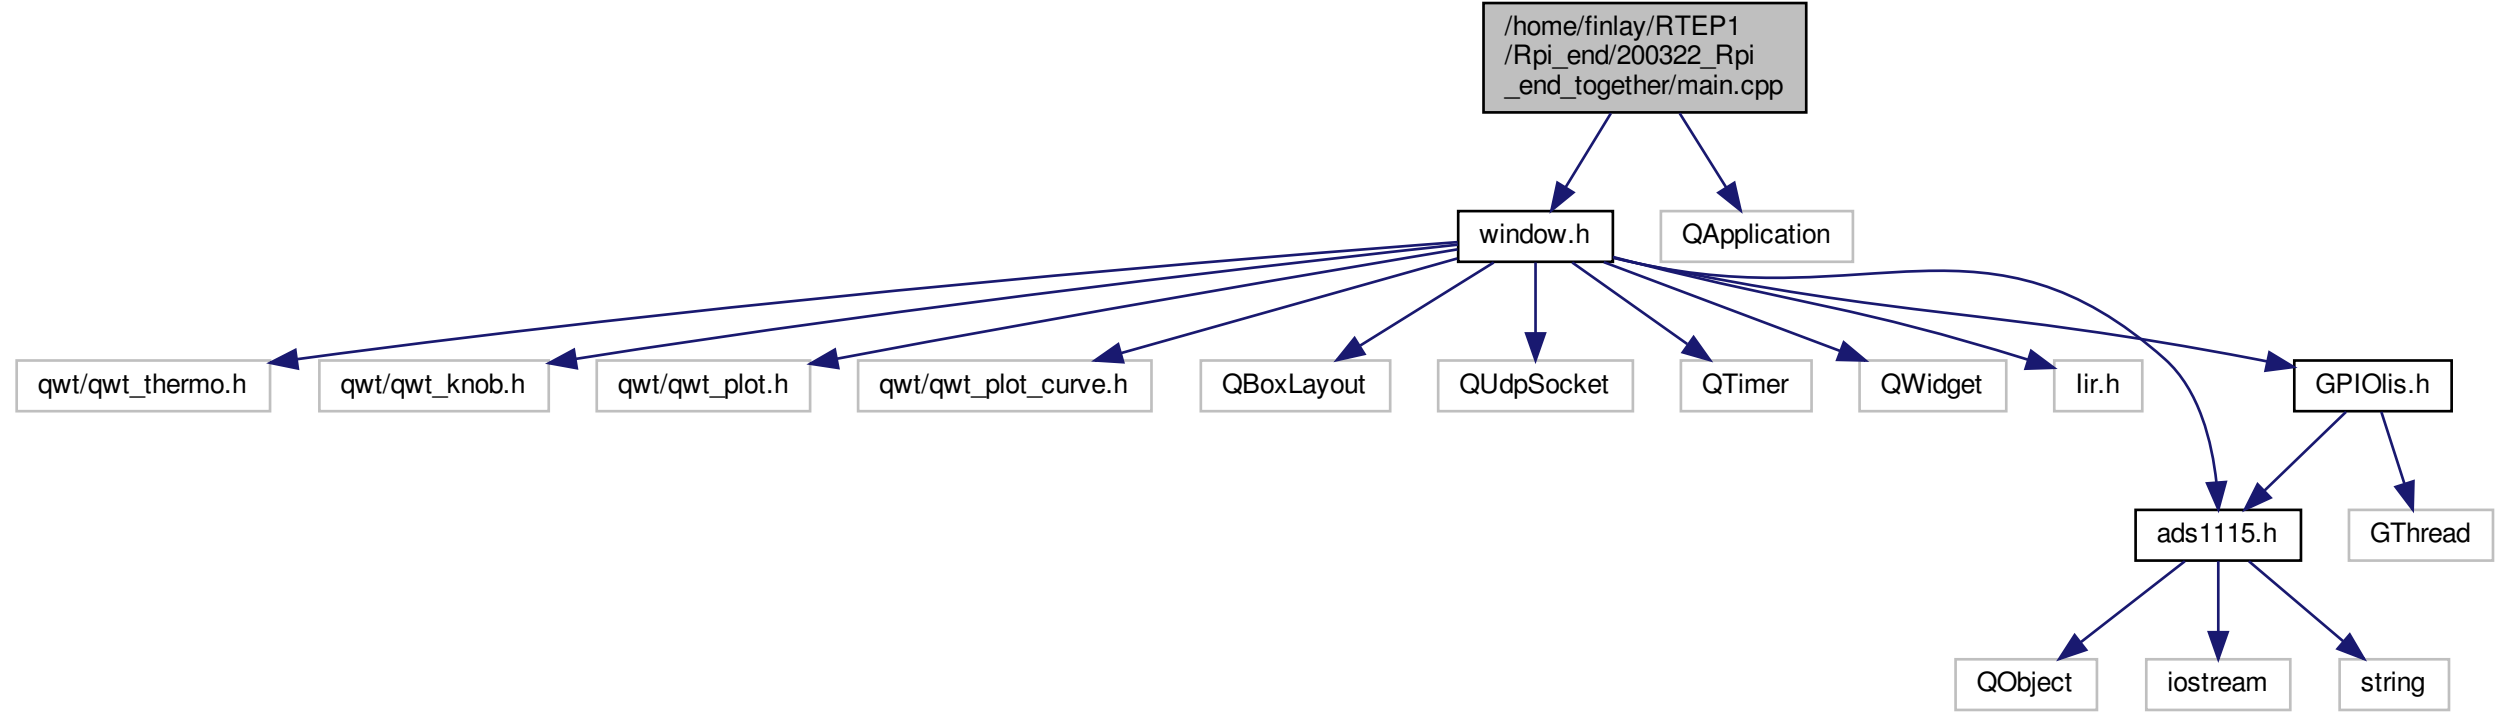 /home/finlay/RTEP1
/Rpi_end/200322_Rpi
_end_together/main.cpp
window.h
QApplication
qwt/qwt_thermo.h
qwt/qwt_knob.h
qwt/qwt_plot.h
qwt/qwt_plot_curve.h
QBoxLayout
QUdpSocket
QTimer
QWidget
Iir.h
GPIOlis.h
ads1115.h
GThread
QObject
iostream
string